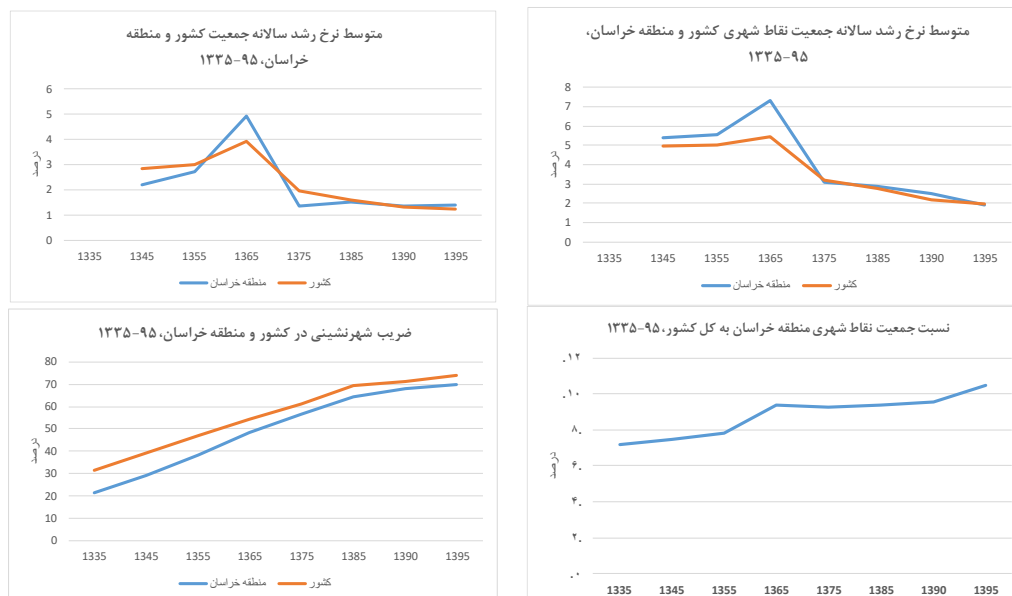 متوسط نرخ رشد سالانه جمعیت کشور و منطقه
خراسان، ۹۵-۱۳۳۵
6
5
4
3
2
1
0
درصد
1335 1345 1355 1365 1375 1385 1390 1395
منطقه خراسان کشور
متوسط نرخ رشد سالانه جمعیت نقاط شهری کشور و منطقه خراسان،
۹۵-۱۳۳۵
8
7
6
5
4
3
2
1
0
درصد
1335 1345 1355 1365 1375 1385 1390 1395
منطقه خراسان کشور
ضریب شهرنشینی در کشور و منطقه خراسان، ۹۵-۱۳۳۵
80
70
60
50
40
30
20
10
0
درصد
1335 1345 1355 1365 1375 1385 1390 1395
منطقه خراسان کشور
نسبت جمعیت نقاط شهری منطقه خراسان به کل کشور، ۹۵-۱۳۳۵
.۱۲
.۱۰
۸.
۶.
۴.
۲.
.۰
درصد
1335 1345 1355 1365 1375 1385 1390 1395